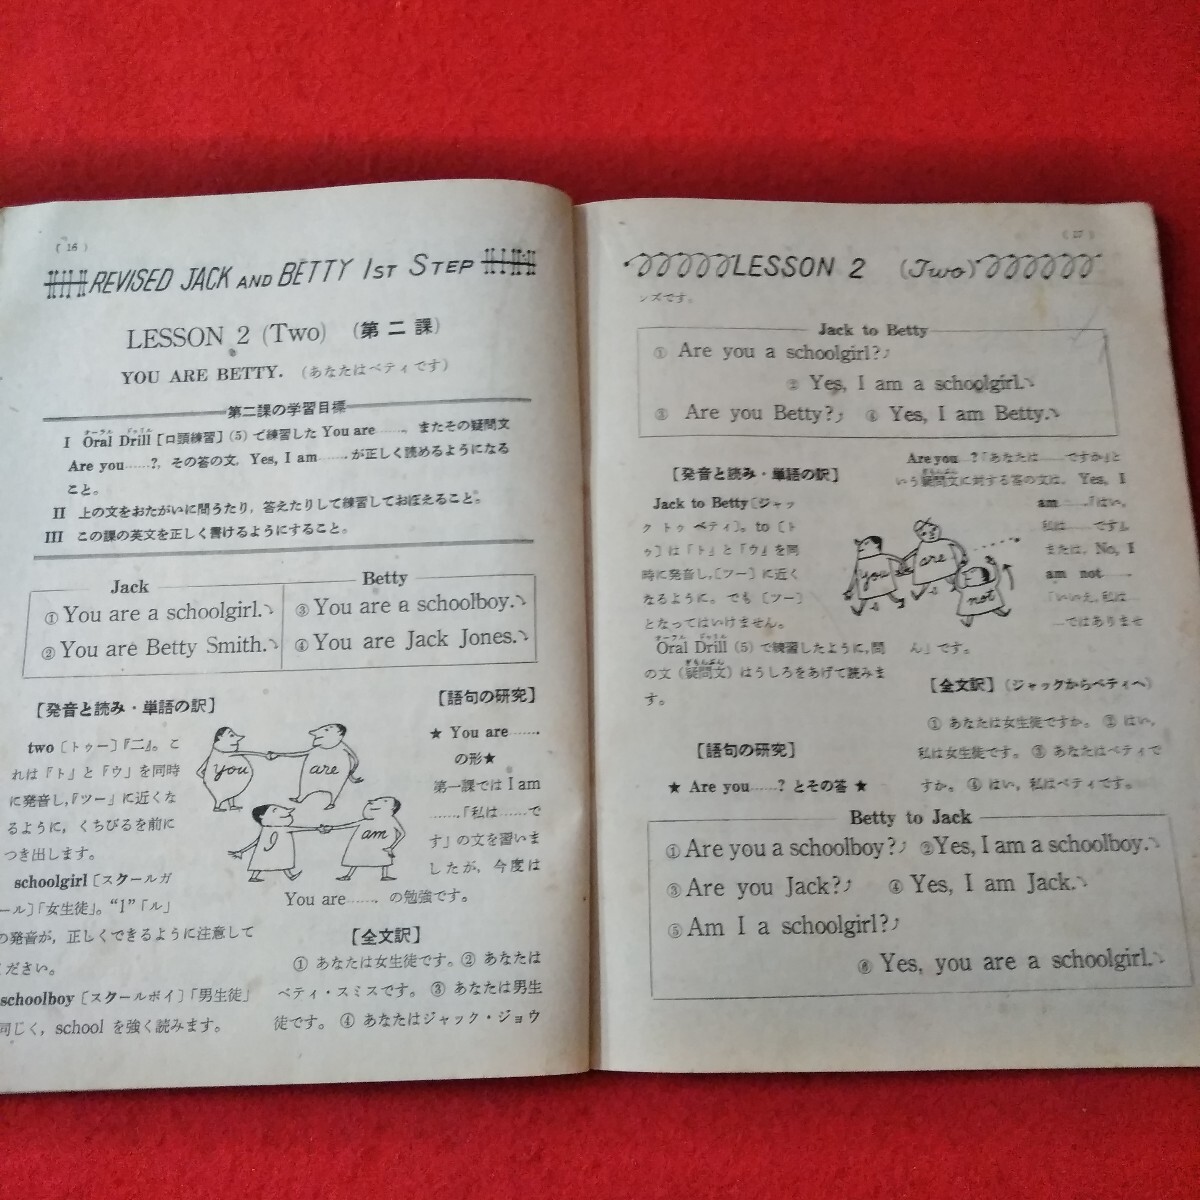 ( 16 )
REVISED JACK AND BETTY 1ST STEP
LESSON 2 (Two) (第二課)
YOU ARE BETTY. (あなたはベティです)
第二課の学習目標
I Oral Drill [口頭練習] (5) で練習した You are ……, またその疑問文
Are you……?, その答の文, Yes, I am …… が正しく読めるようになる
こと。
II 上の文をおたがいに問うたり, 答えたりして練習しておぼえること。
III この課の英文を正しく書けるようにすること。
Jack
① You are a schoolgirl.
② You are Betty Smith.
Betty
③ You are a schoolboy.
④ You are Jack Jones.
【発音と読み・単語の訳】
two〔トゥー〕『二』。こ
れは『ト』と『ウ』を同時
に発音し,『ツー』に近くな
るように, くちびるを前に
つき出します。
schoolgirl〔スクールガ
ール〕「女生徒」。“l”「ル」
の発音が, 正しくできるように注意して
ください。
schoolboy〔スクールボイ〕「男生徒」
同じく, school を強く読みます。
you are
I am
【語句の研究】
★ You are ……
の形★
第一課では I am
……,「私は……で
す」の文を習いま
したが, 今度は
You are …… の勉強です。
【全文訳】
① あなたは女生徒です。② あなたは
ベティ・スミスです。③ あなたは男生
徒です。④ あなたはジャック・ジョウ
( 17 )
LESSON 2 (Two)
ンズです。
Jack to Betty
① Are you a schoolgirl?
② Yes, I am a schoolgirl.
③ Are you Betty? ④ Yes, I am Betty.
【発音と読み・単語の訳】
Jack to Betty〔ジャッ
ク トゥ ベティ〕。to〔ト
ゥ〕は『ト』と『ウ』を同
時に発音し,〔ツー〕に近く
なるように。でも〔ツー〕
となってはいけません。
Oral Drill (5) で練習したように, 問
の文 (疑問文) はうしろをあげて読みま
す。
【語句の研究】
★ Are you……? とその答 ★
Are you ?「あなたは……ですか」と
いう疑問文に対する答の文は, Yes, I
am ……「はい,
私は……です」,
または, No, I
am not ……
「いいえ, 私は……
……ではありませ
ん」です。
you are not
【全文訳】(ジャックからベティへ)
① あなたは女生徒ですか。② はい,
私は女生徒です。③ あなたはベティで
すか。④ はい, 私はベティです。
Betty to Jack
① Are you a schoolboy? ② Yes, I am a schoolboy.
③ Are you Jack? ④ Yes, I am Jack.
⑤ Am I a schoolgirl?
⑥ Yes, you are a schoolgirl.